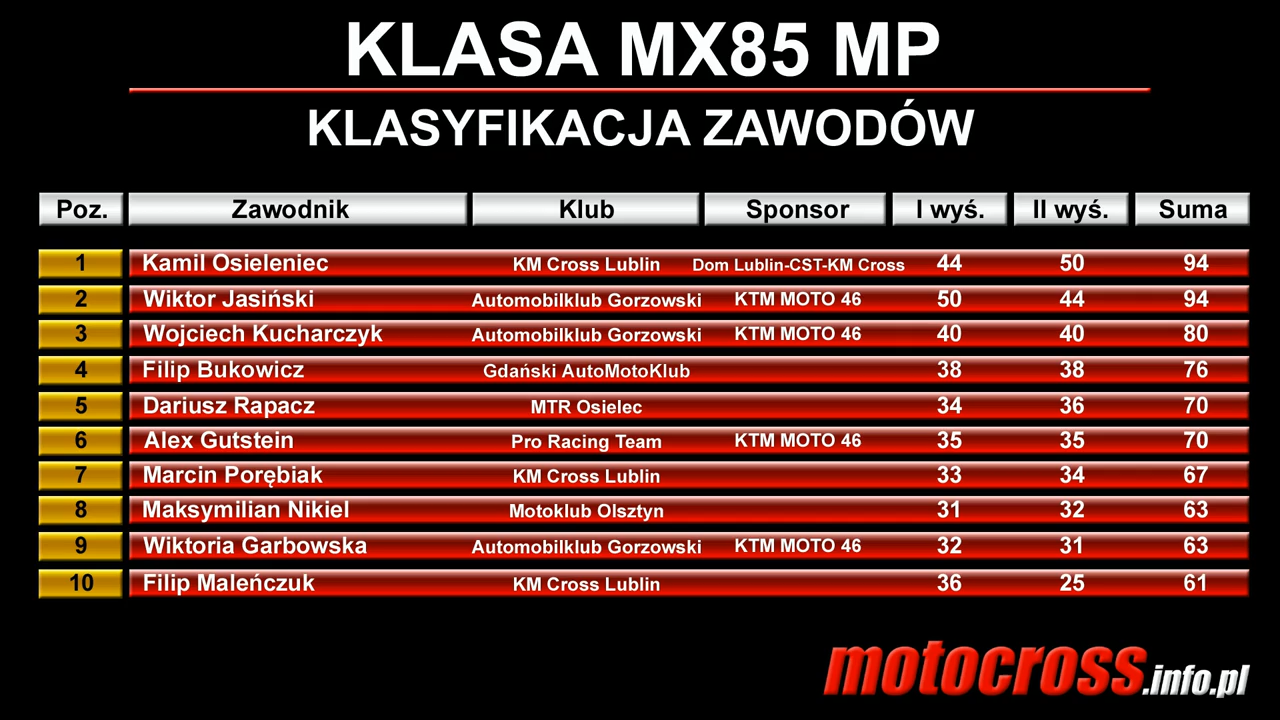 KLASA MX85 MP
KLASYFIKACJA ZAWODÓW
Poz. Zawodnik Klub Sponsor I wyś. II wyś. Suma
1 Kamil Osieleniec KM Cross Lublin Dom Lublin-CST-KM Cross 44 50 94
2 Wiktor Jasiński Automobilklub Gorzowski KTM MOTO 46 50 44 94
3 Wojciech Kucharczyk Automobilklub Gorzowski KTM MOTO 46 40 40 80
4 Filip Bukowicz Gdański AutoMotoKlub 38 38 76
5 Dariusz Rapacz MTR Osielec 34 36 70
6 Alex Gutstein Pro Racing Team KTM MOTO 46 35 35 70
7 Marcin Porębiak KM Cross Lublin 33 34 67
8 Maksymilian Nikiel Motoklub Olsztyn 31 32 63
9 Wiktoria Garbowska Automobilklub Gorzowski KTM MOTO 46 32 31 63
10 Filip Maleńczuk KM Cross Lublin 36 25 61
motocross.info.pl